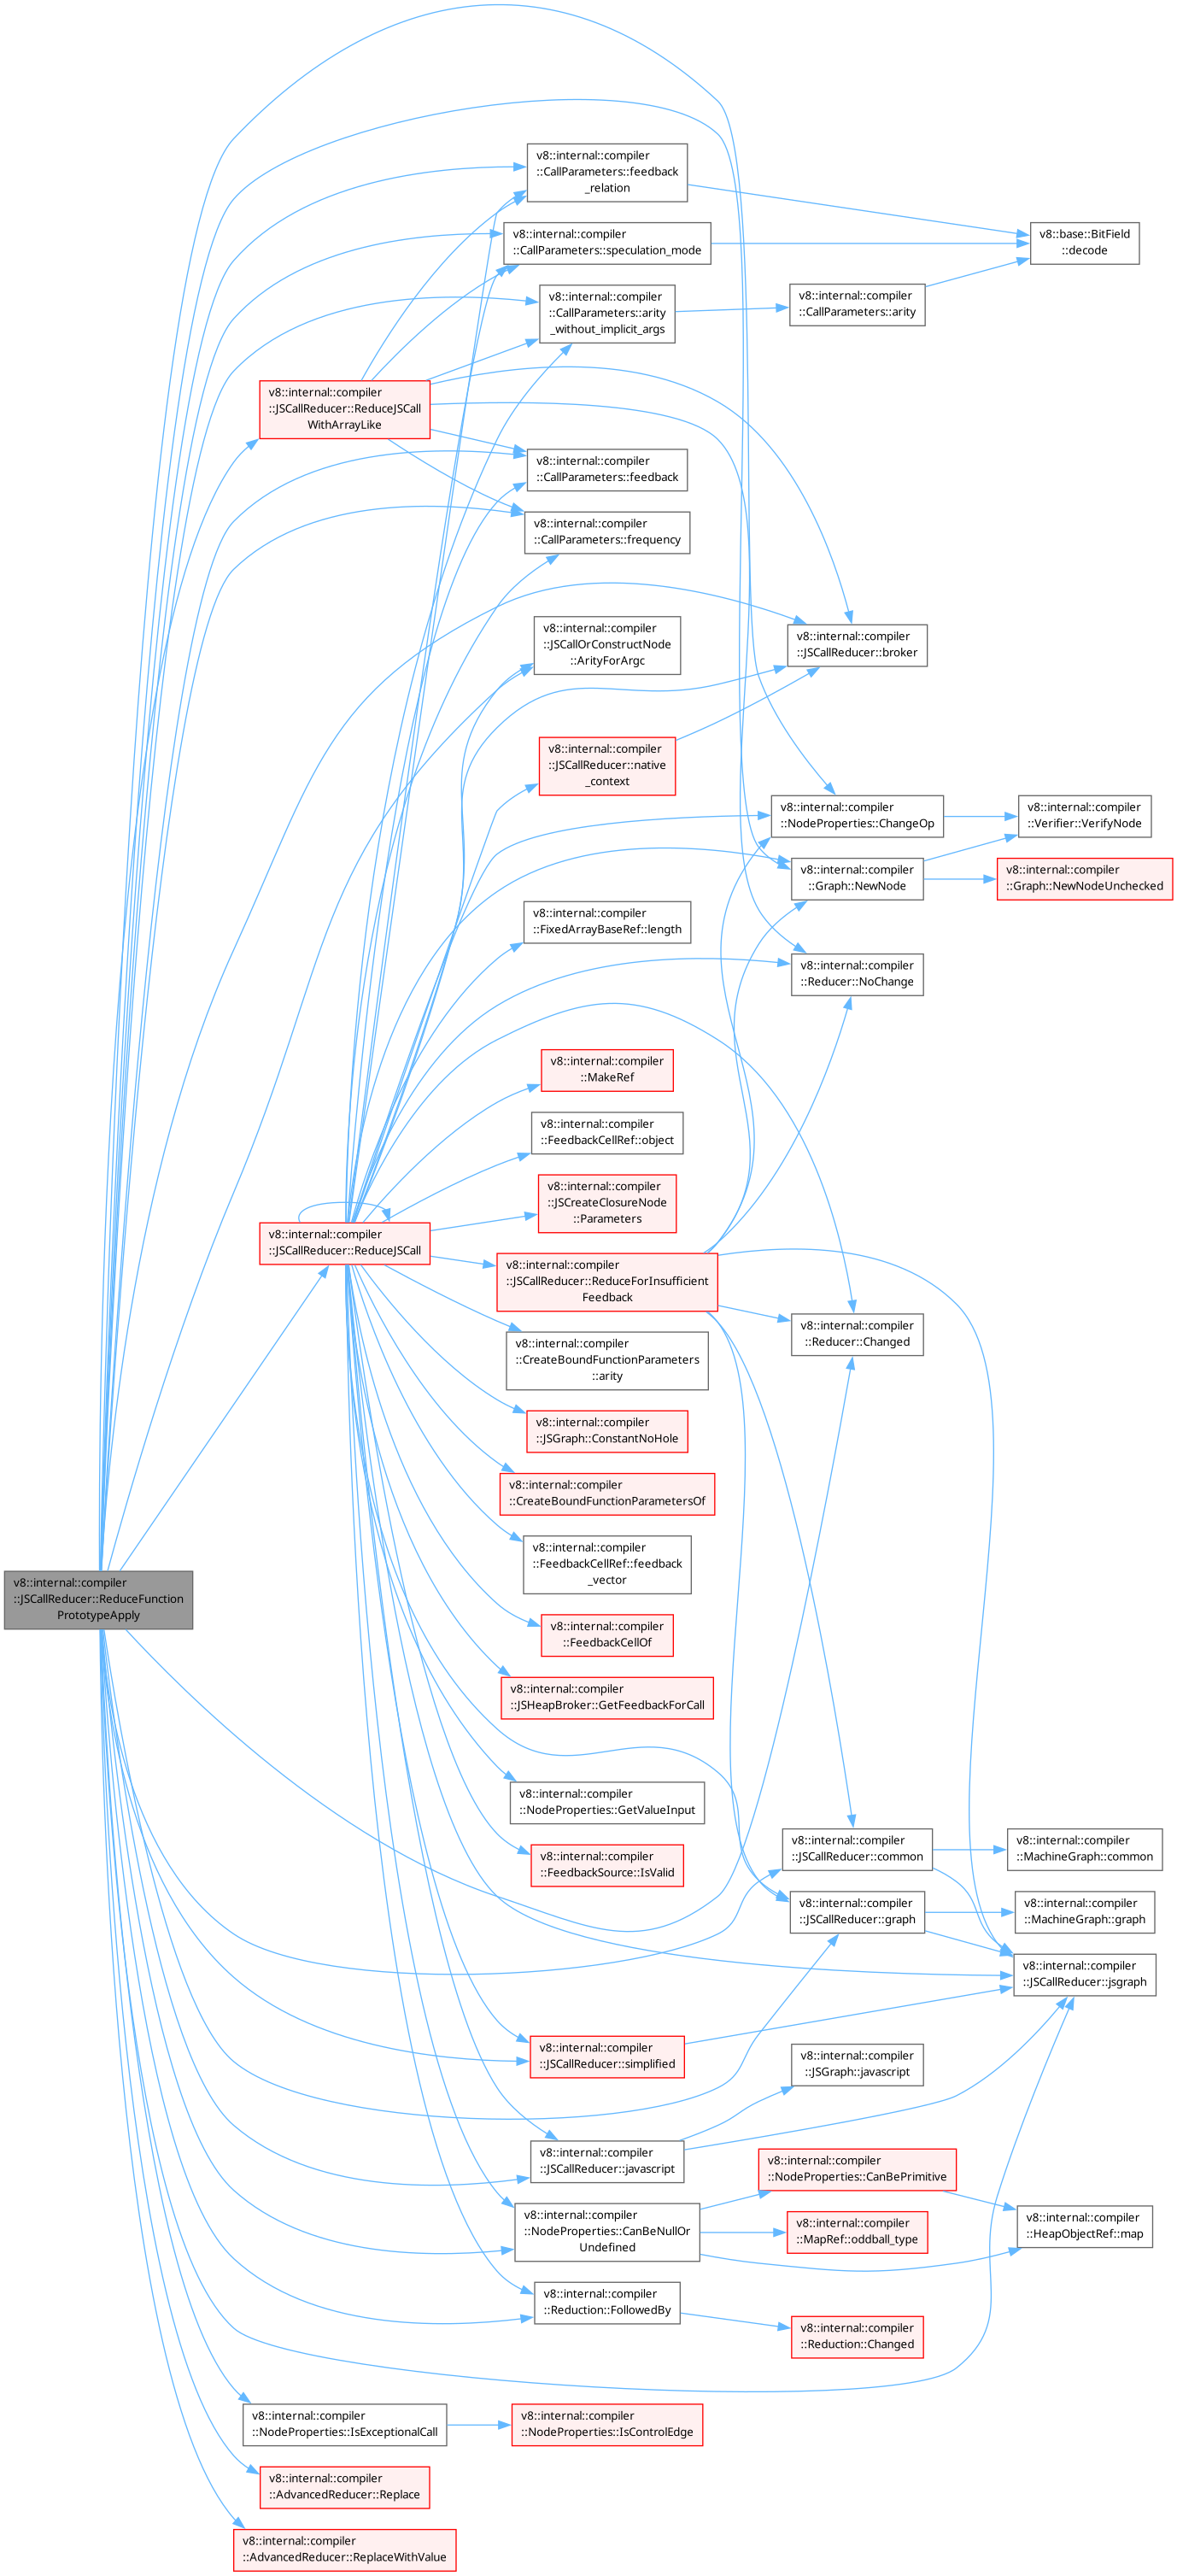 v8::internal::compiler
::CallParameters::feedback
_relation
v8::internal::compiler
::CallParameters::speculation_mode
v8::base::BitField
::decode
v8::internal::compiler
::CallParameters::arity
_without_implicit_args
v8::internal::compiler
::CallParameters::arity
v8::internal::compiler
::JSCallReducer::ReduceJSCall
WithArrayLike
v8::internal::compiler
::CallParameters::feedback
v8::internal::compiler
::CallParameters::frequency
v8::internal::compiler
::JSCallOrConstructNode
::ArityForArgc
v8::internal::compiler
::JSCallReducer::broker
v8::internal::compiler
::JSCallReducer::native
_context
v8::internal::compiler
::NodeProperties::ChangeOp
v8::internal::compiler
::Verifier::VerifyNode
v8::internal::compiler
::Graph::NewNode
v8::internal::compiler
::Graph::NewNodeUnchecked
v8::internal::compiler
::FixedArrayBaseRef::length
v8::internal::compiler
::Reducer::NoChange
v8::internal::compiler
::MakeRef
v8::internal::compiler
::FeedbackCellRef::object
v8::internal::compiler
::JSCreateClosureNode
::Parameters
v8::internal::compiler
::JSCallReducer::ReduceJSCall
v8::internal::compiler
::JSCallReducer::ReduceForInsufficient
Feedback
v8::internal::compiler
::Reducer::Changed
v8::internal::compiler
::CreateBoundFunctionParameters
::arity
v8::internal::compiler
::JSGraph::ConstantNoHole
v8::internal::compiler
::CreateBoundFunctionParametersOf
v8::internal::compiler
::FeedbackCellRef::feedback
_vector
v8::internal::compiler
::JSCallReducer::ReduceFunction
PrototypeApply
v8::internal::compiler
::FeedbackCellOf
v8::internal::compiler
::JSHeapBroker::GetFeedbackForCall
v8::internal::compiler
::NodeProperties::GetValueInput
v8::internal::compiler
::FeedbackSource::IsValid
v8::internal::compiler
::JSCallReducer::common
v8::internal::compiler
::MachineGraph::common
v8::internal::compiler
::JSCallReducer::graph
v8::internal::compiler
::MachineGraph::graph
v8::internal::compiler
::JSCallReducer::jsgraph
v8::internal::compiler
::JSCallReducer::simplified
v8::internal::compiler
::JSGraph::javascript
v8::internal::compiler
::JSCallReducer::javascript
v8::internal::compiler
::NodeProperties::CanBePrimitive
v8::internal::compiler
::NodeProperties::CanBeNullOr
Undefined
v8::internal::compiler
::MapRef::oddball_type
v8::internal::compiler
::HeapObjectRef::map
v8::internal::compiler
::Reduction::FollowedBy
v8::internal::compiler
::Reduction::Changed
v8::internal::compiler
::NodeProperties::IsExceptionalCall
v8::internal::compiler
::NodeProperties::IsControlEdge
v8::internal::compiler
::AdvancedReducer::Replace
v8::internal::compiler
::AdvancedReducer::ReplaceWithValue